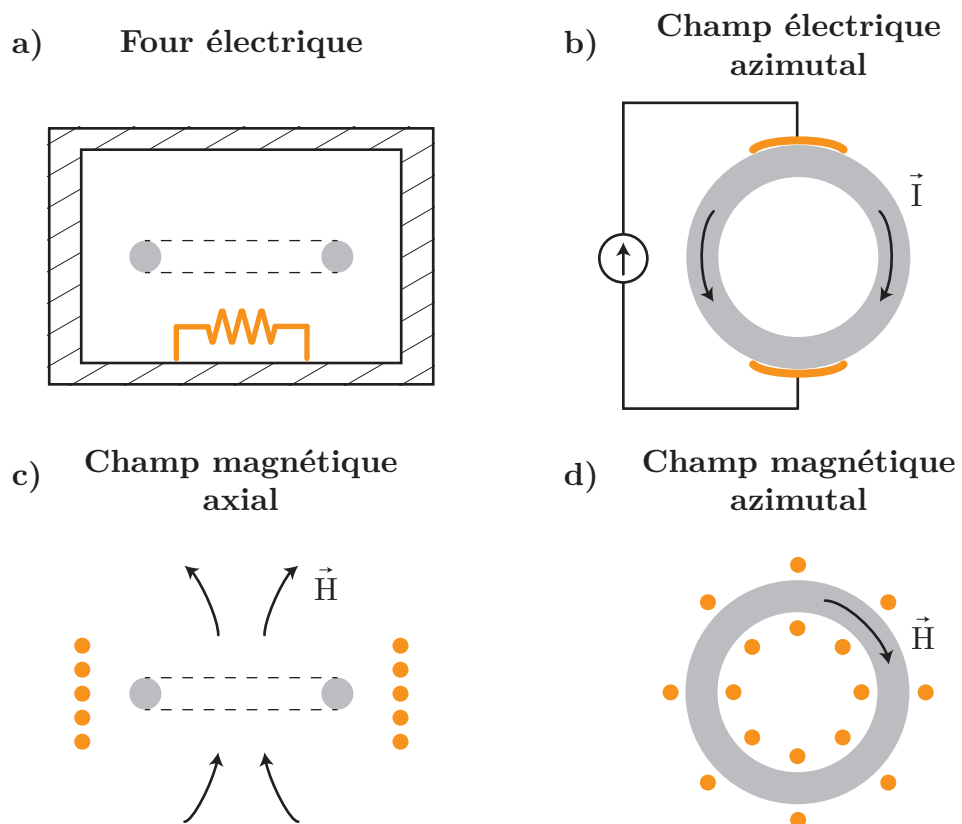 a) Four électrique
b) Champ électrique
azimutal
I
c) Champ magnétique
axial
H
d) Champ magnétique
azimutal
H